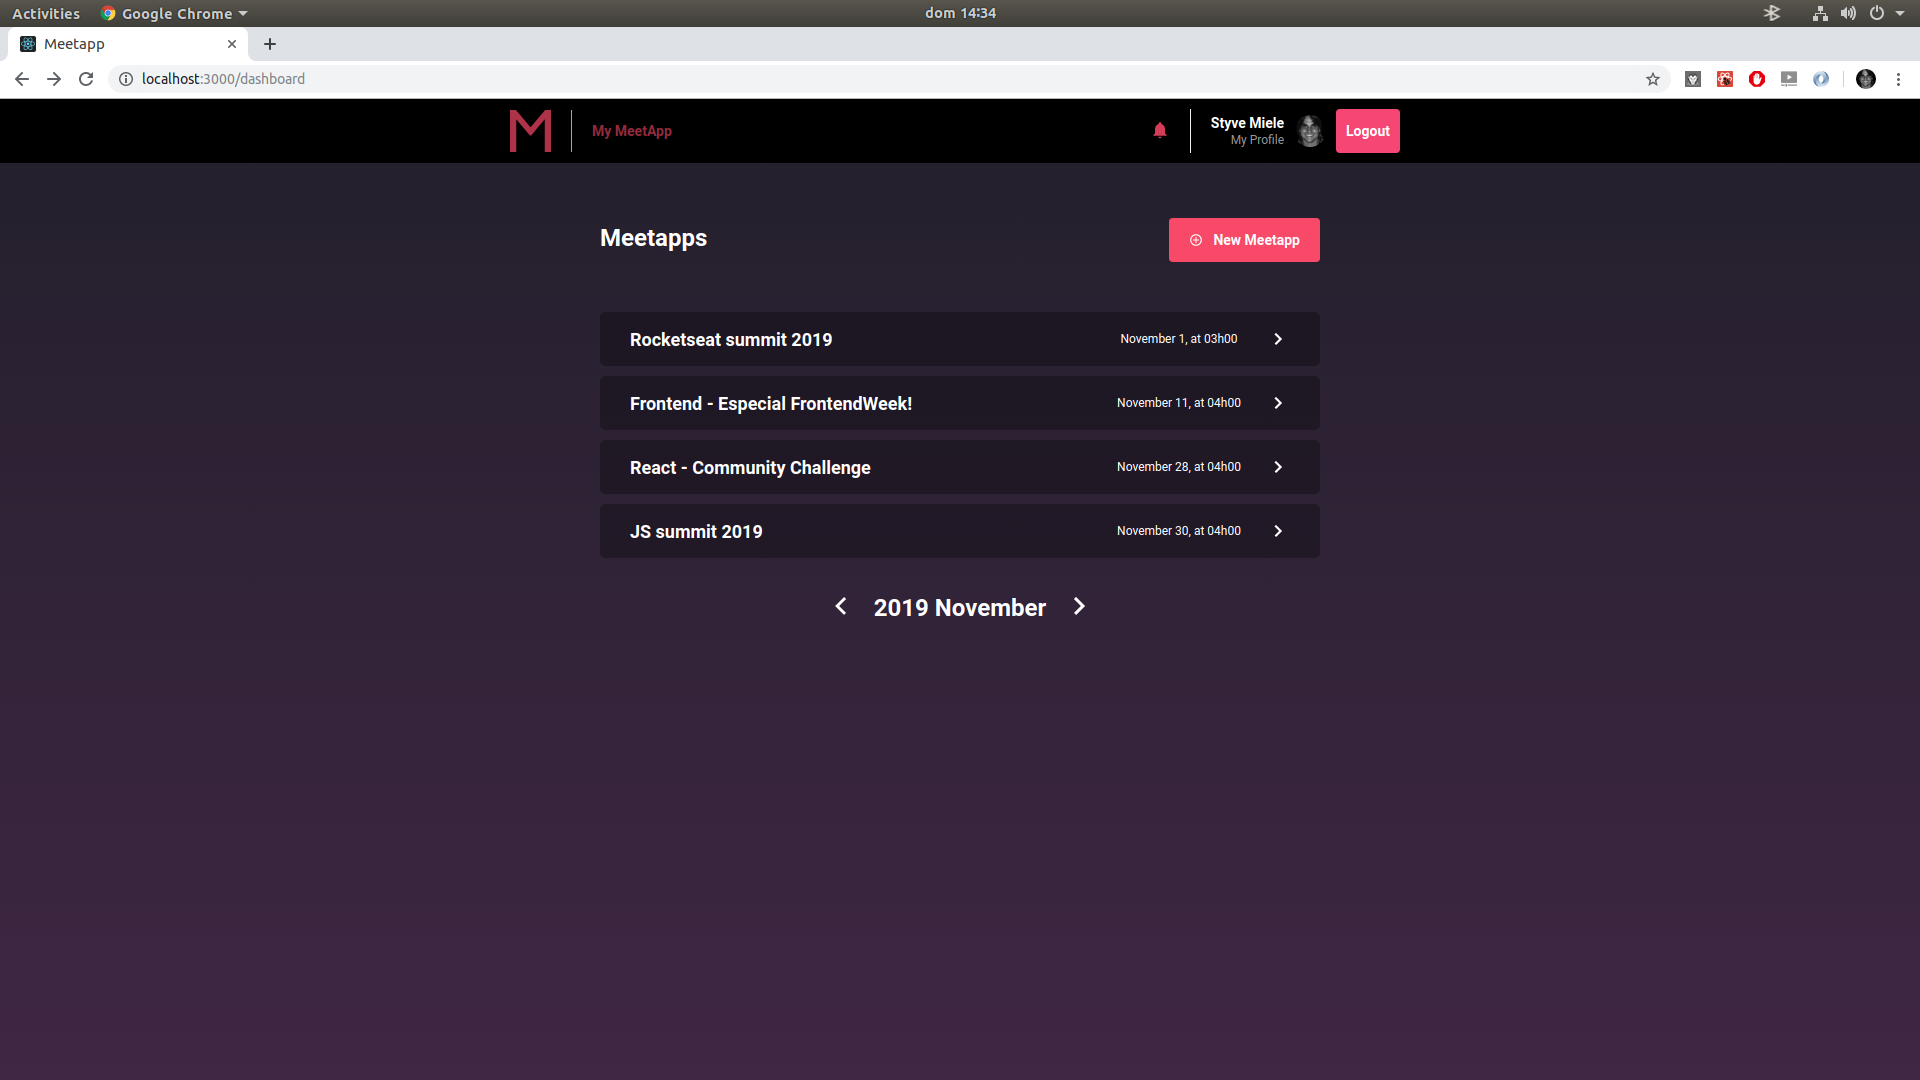 Activities Google Chrome dom 14:34
Meetapp
localhost:3000/dashboard
M My MeetApp Styve Miele Logout
My Profile
Meetapps New Meetapp
Rocketseat summit 2019 November 1, at 03h00
Frontend - Especial FrontendWeek! November 11, at 04h00
React - Community Challenge November 28, at 04h00
JS summit 2019 November 30, at 04h00
2019 November